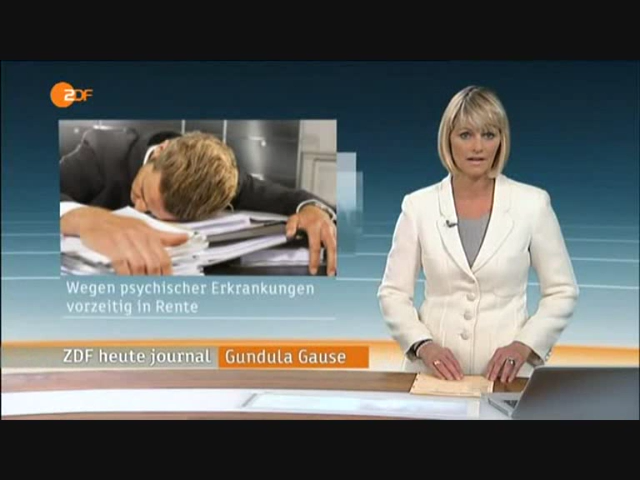 ZDF
Wegen psychischer Erkrankungen
vorzeitig in Rente
ZDF heute journal Gundula Gause